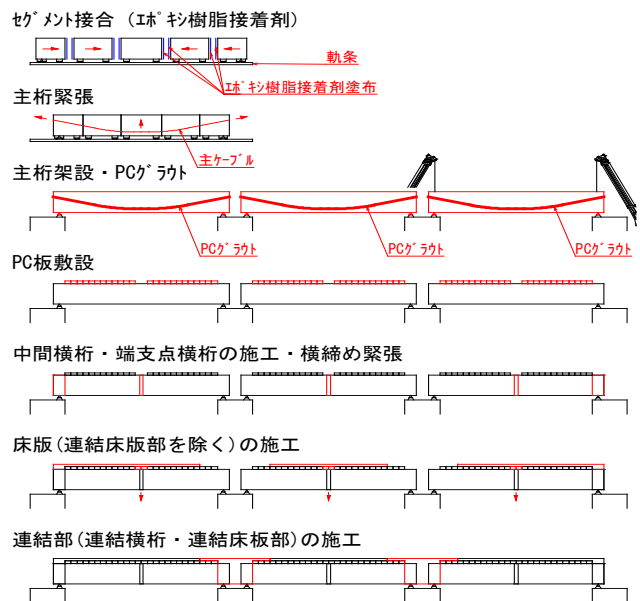 ｾｸﾞﾒﾝﾄ接合（ｴﾎﾟｷｼ樹脂接着剤）
軌条
ｴﾎﾟｷｼ樹脂接着剤塗布
主桁緊張
主ｹｰﾌﾞﾙ
主桁架設・PCｸﾞﾗｳﾄ
PCｸﾞﾗｳﾄ
PCｸﾞﾗｳﾄ
PCｸﾞﾗｳﾄ
PC板敷設
中間横桁・端支点横桁の施工・横締め緊張
床版(連結床版部を除く)の施工
連結部(連結横桁・連結床板部)の施工